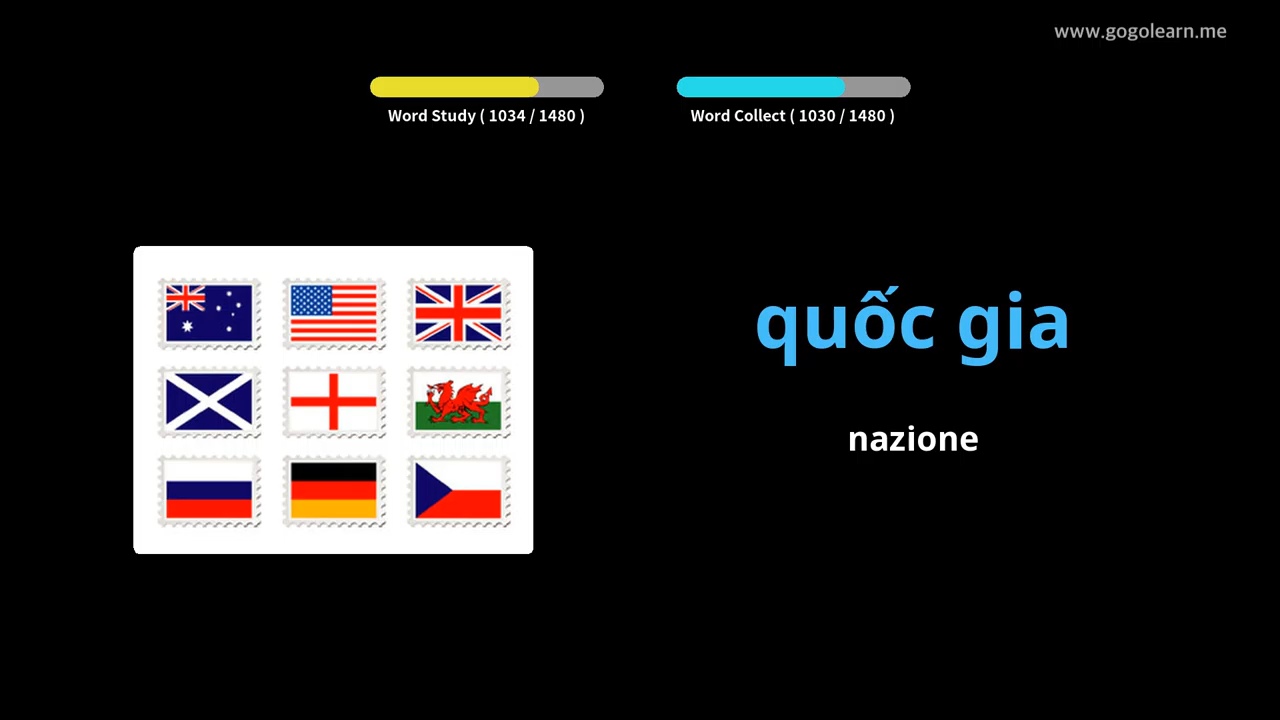 www.gogolearn.me
Word Study ( 1034 / 1480 )
Word Collect ( 1030 / 1480 )
quốc gia
nazione